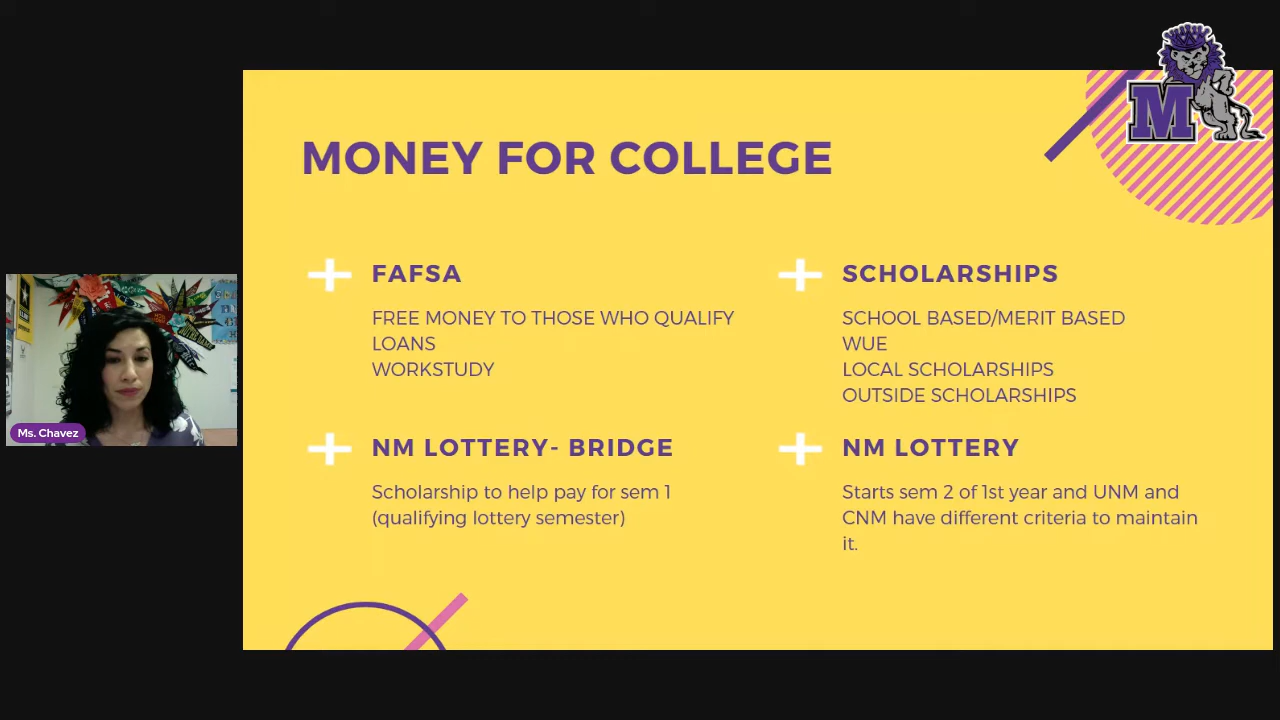 MONEY FOR COLLEGE
FAFSA
FREE MONEY TO THOSE WHO QUALIFY
LOANS
WORKSTUDY
SCHOLARSHIPS
SCHOOL BASED/MERIT BASED
WUE
LOCAL SCHOLARSHIPS
OUTSIDE SCHOLARSHIPS
NM LOTTERY- BRIDGE
Scholarship to help pay for sem 1
(qualifying lottery semester)
NM LOTTERY
Starts sem 2 of 1st year and UNM and
CNM have different criteria to maintain
it.
M
Ms. Chavez